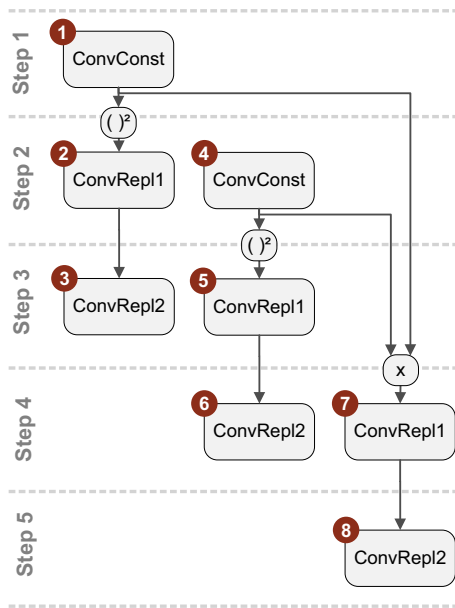 Step 1
1
ConvConst
( )²
Step 2
2
ConvRepl1
4
ConvConst
( )²
Step 3
3
ConvRepl2
5
ConvRepl1
x
Step 4
6
ConvRepl2
7
ConvRepl1
Step 5
8
ConvRepl2